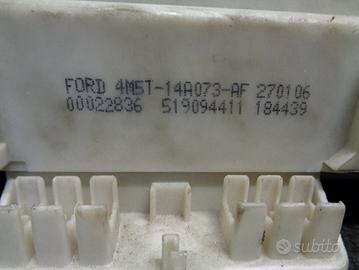 FORD 4M5T-14A073-AF 270106
00022836 519094411 184439
subito